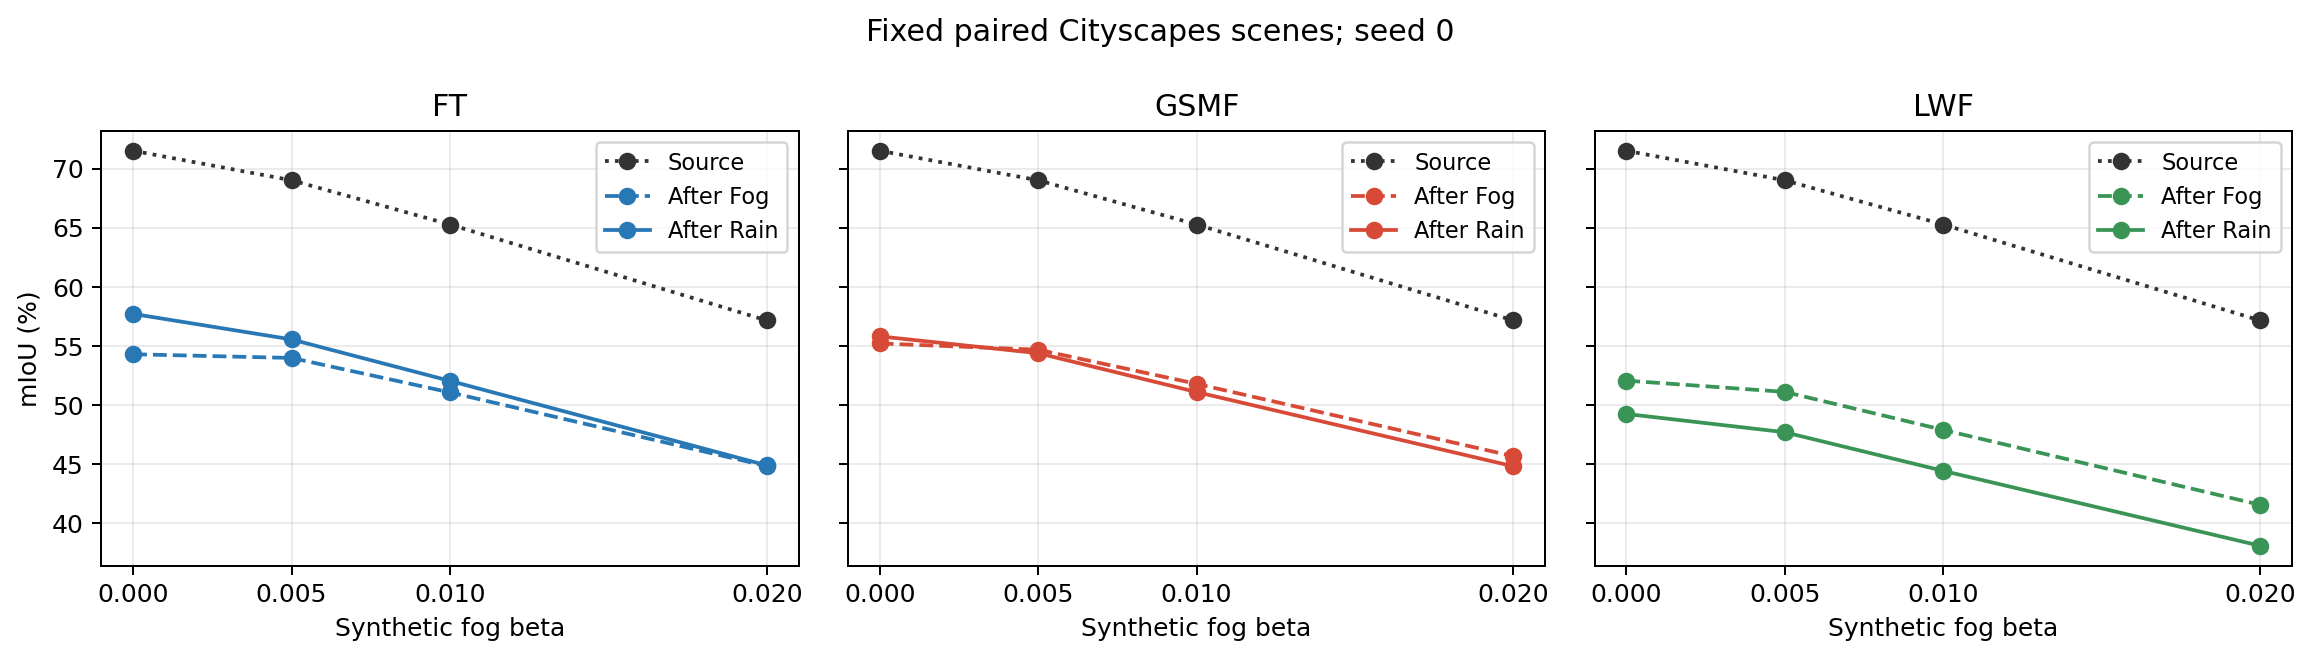 Fixed paired Cityscapes scenes; seed 0
FT
Source
After Fog
After Rain
70
65
60
55
50
45
40
mIoU (%)
0.000
0.005
0.010
0.020
Synthetic fog beta
GSMF
Source
After Fog
After Rain
0.000
0.005
0.010
0.020
Synthetic fog beta
LWF
Source
After Fog
After Rain
0.000
0.005
0.010
0.020
Synthetic fog beta